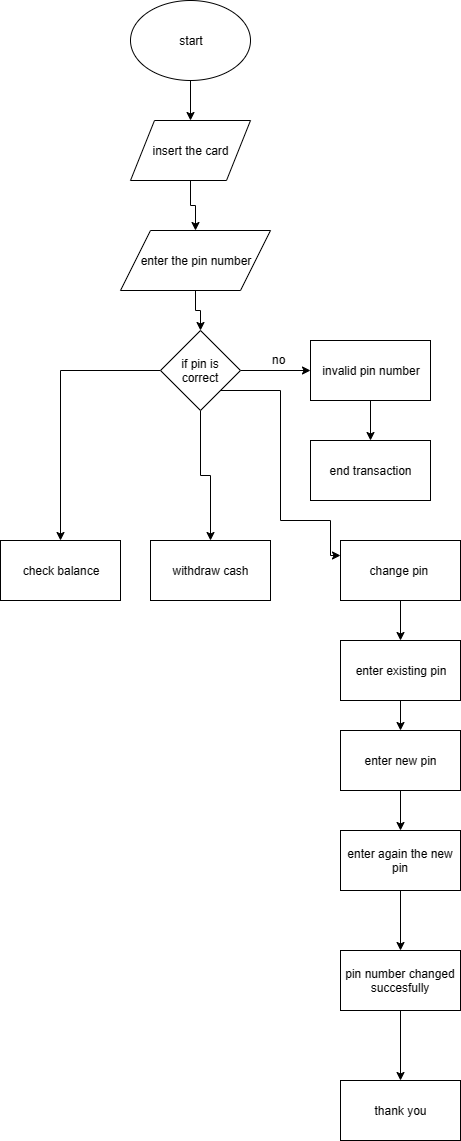 start
insert the card
enter the pin number
if pin is
correct
no
invalid pin number
end transaction
check balance
withdraw cash
change pin
enter existing pin
enter new pin
enter again the new
pin
pin number changed
succesfully
thank you